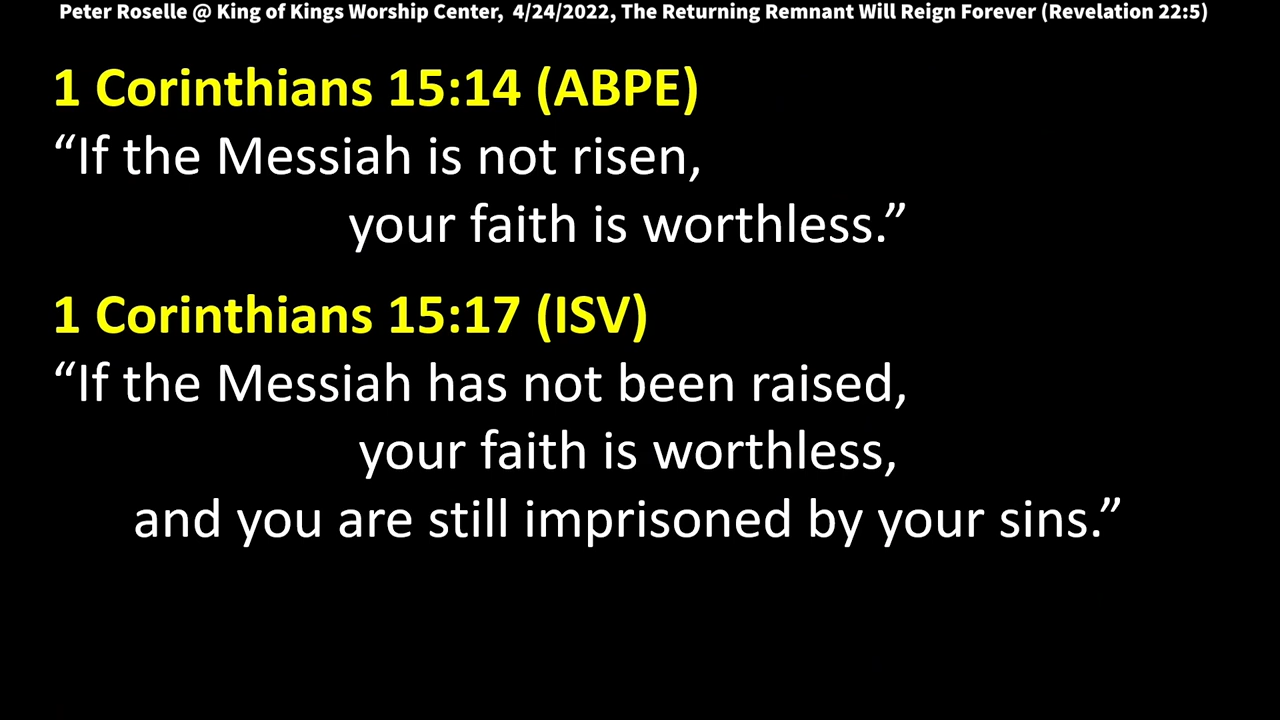 Peter Roselle @ King of Kings Worship Center,  4/24/2022, The Returning Remnant Will Reign Forever (Revelation 22:5)
1 Corinthians 15:14 (ABPE)
“If the Messiah is not risen,
your faith is worthless.”
1 Corinthians 15:17 (ISV)
“If the Messiah has not been raised,
your faith is worthless,
and you are still imprisoned by your sins.”